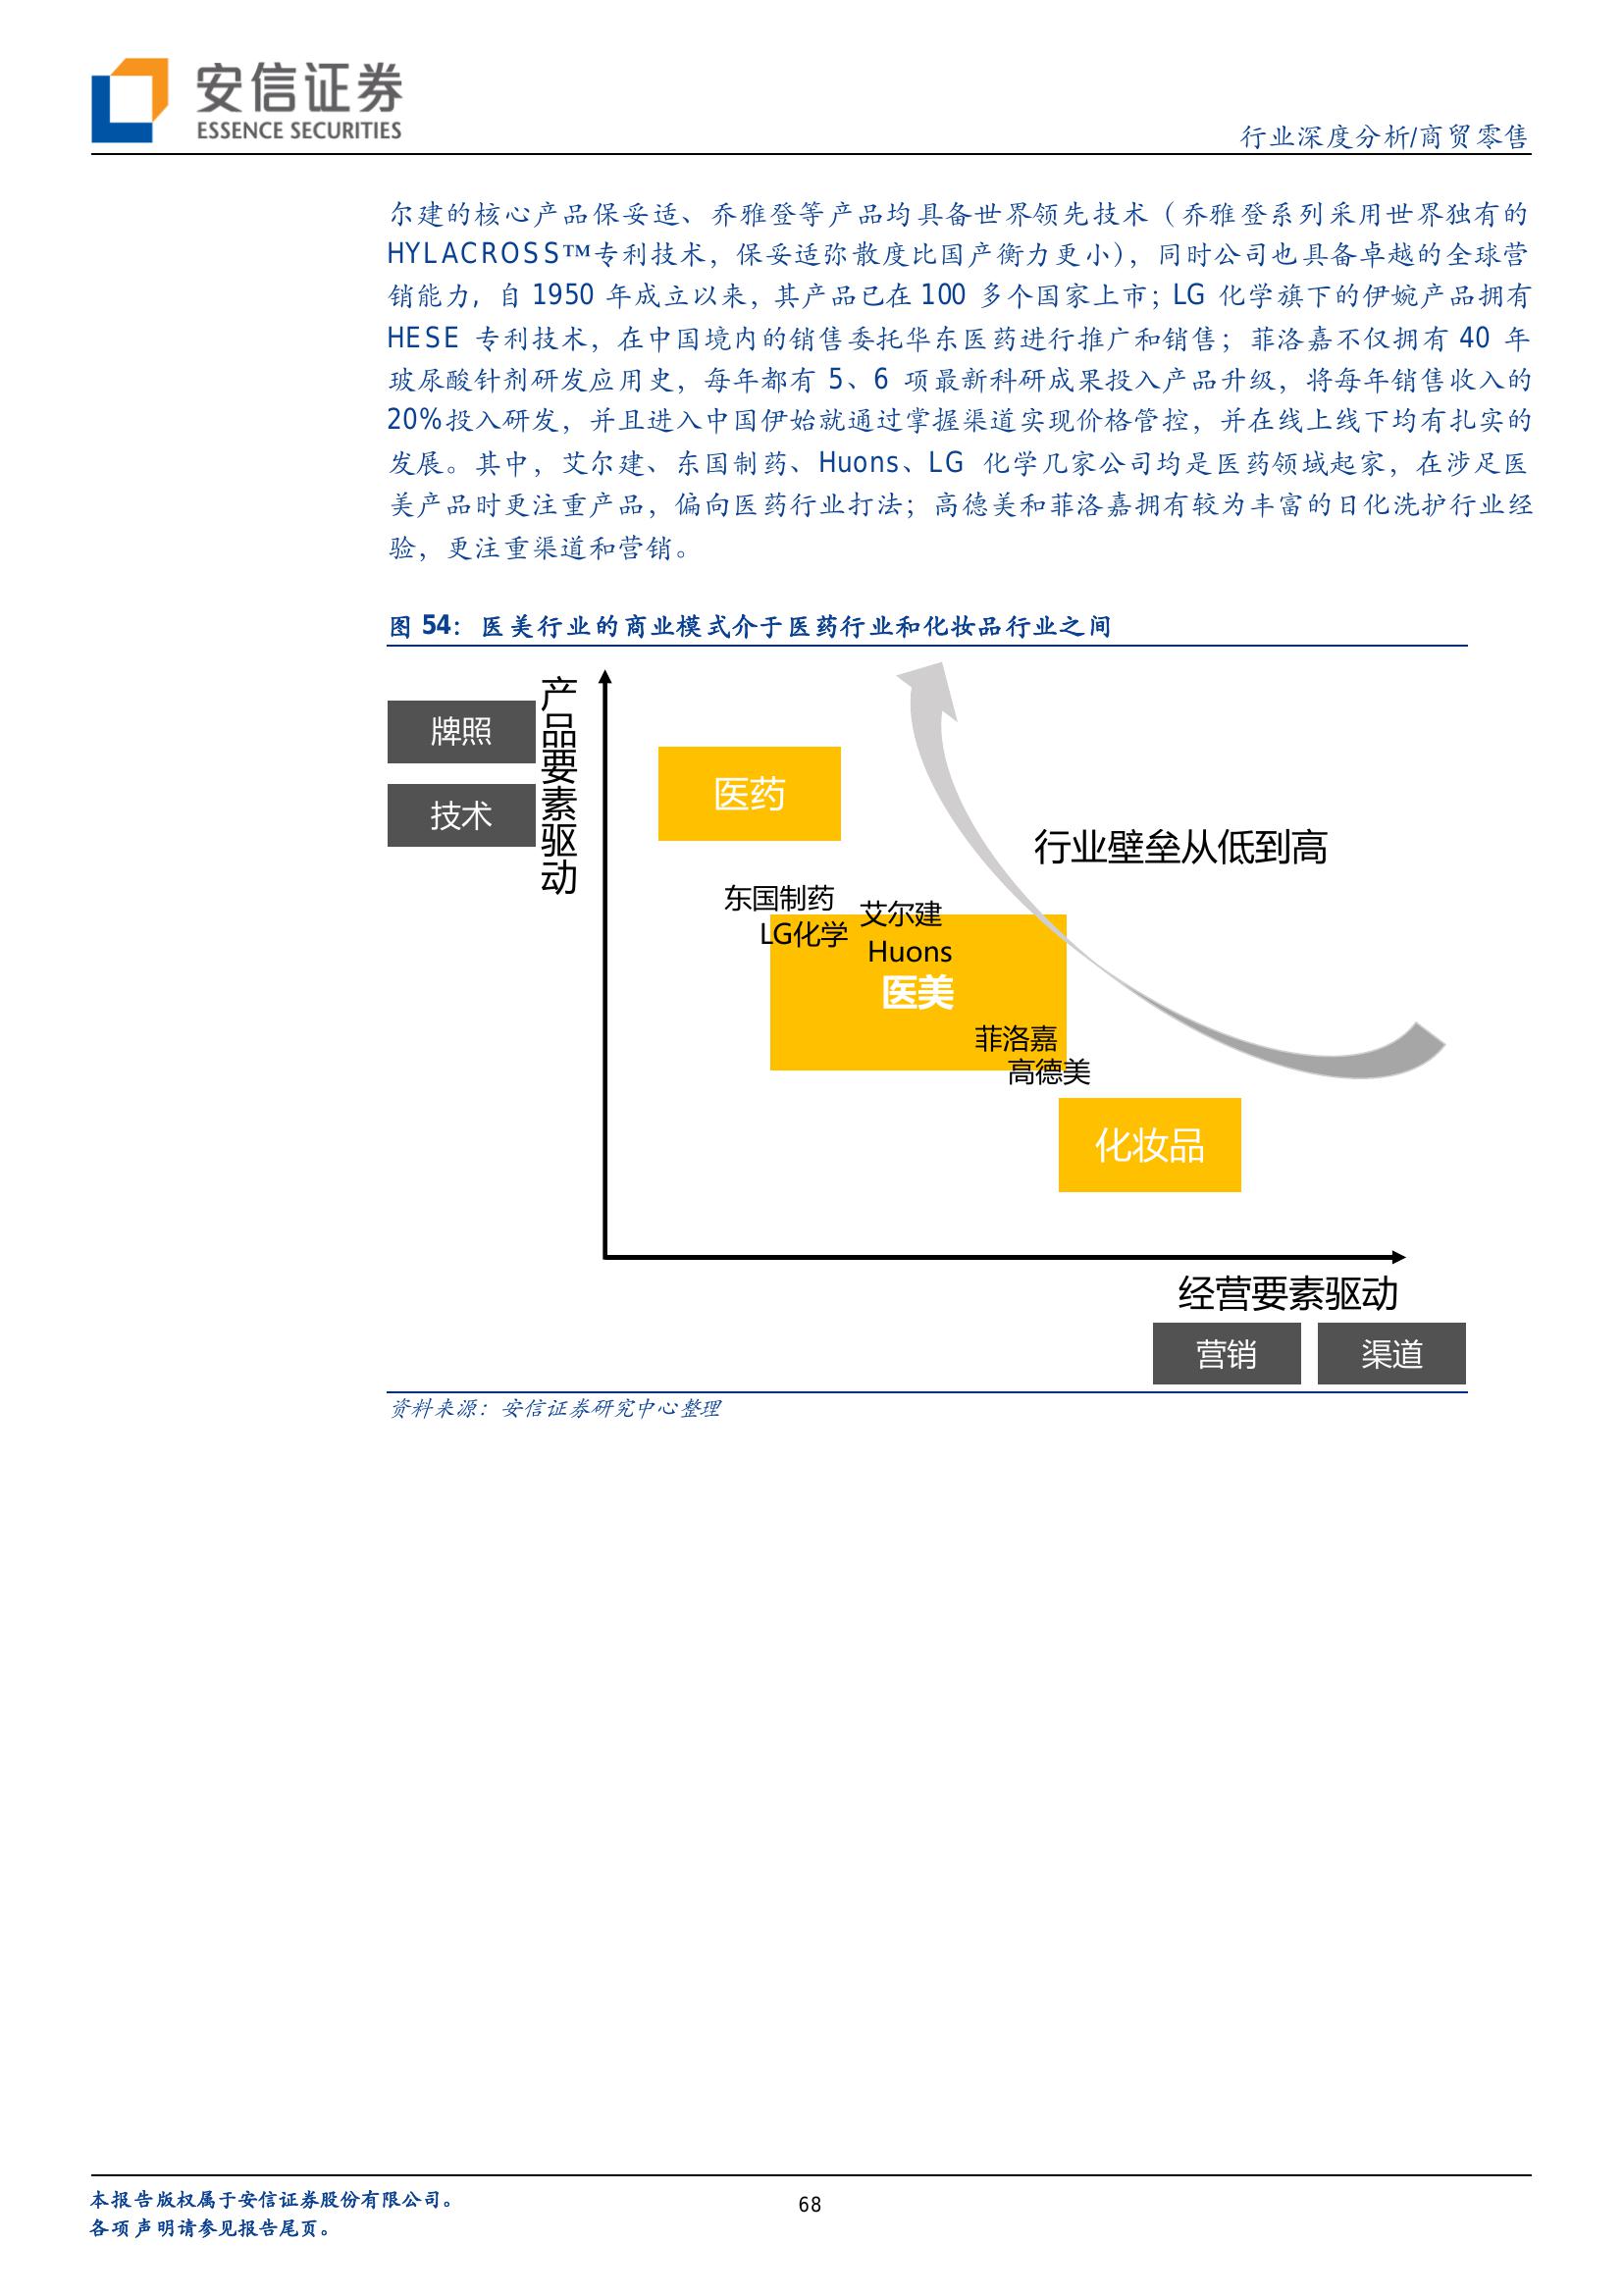 安信证券
ESSENCE SECURITIES
行业深度分析/商贸零售
尔建的核心产品保妥适、乔雅登等产品均具备世界领先技术（乔雅登系列采用世界独有的
HYLACROSS™专利技术，保妥适弥散度比国产衡力更小），同时公司也具备卓越的全球营
销能力，自 1950 年成立以来，其产品已在 100 多个国家上市；LG 化学旗下的伊婉产品拥有
HESE 专利技术，在中国境内的销售委托华东医药进行推广和销售；菲洛嘉不仅拥有 40 年
玻尿酸针剂研发应用史，每年都有 5、6 项最新科研成果投入产品升级，将每年销售收入的
20%投入研发，并且进入中国伊始就通过掌握渠道实现价格管控，并在线上线下均有扎实的
发展。其中，艾尔建、东国制药、Huons、LG 化学几家公司均是医药领域起家，在涉足医
美产品时更注重产品，偏向医药行业打法；高德美和菲洛嘉拥有较为丰富的日化洗护行业经
验，更注重渠道和营销。
图 54：医美行业的商业模式介于医药行业和化妆品行业之间
产品要素驱动
牌照
技术
医药
行业壁垒从低到高
东国制药
艾尔建
LG化学
Huons
医美
菲洛嘉
高德美
化妆品
经营要素驱动
营销
渠道
资料来源：安信证券研究中心整理
本报告版权属于安信证券股份有限公司。
68
各项声明请参见报告尾页。